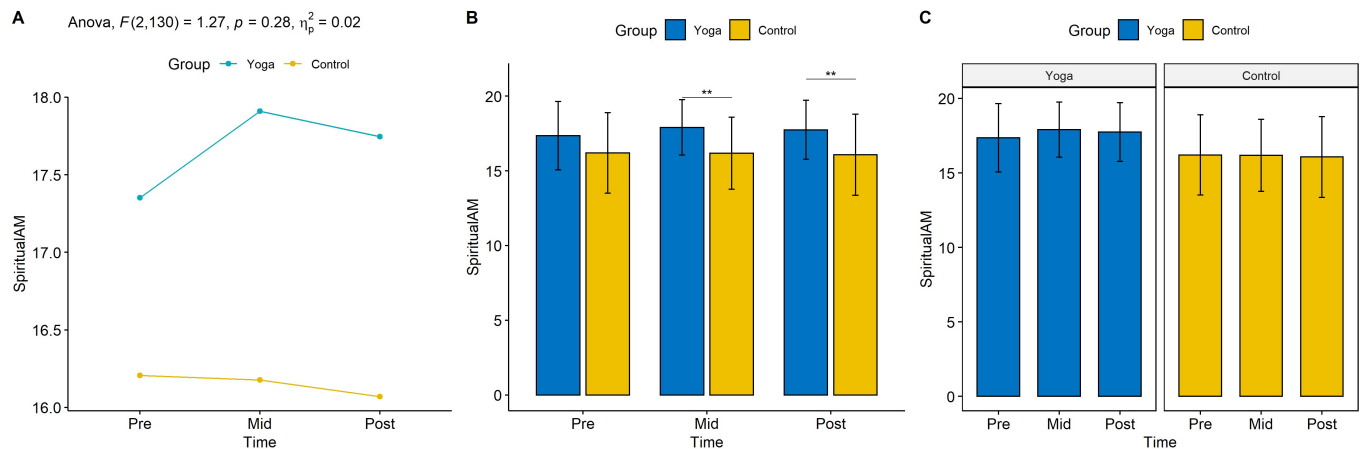 A
Anova, F(2,130) = 1.27, p = 0.28, η²ₚ = 0.02
Group Yoga Control
SpiritualAM
18.0
17.5
17.0
16.5
16.0
Pre Mid Post
Time
B
Group Yoga Control
SpiritualAM
20
15
10
5
0
**
**
Pre Mid Post
Time
C
Group Yoga Control
Yoga Control
SpiritualAM
20
15
10
5
0
Pre Mid Post Pre Mid Post
Time